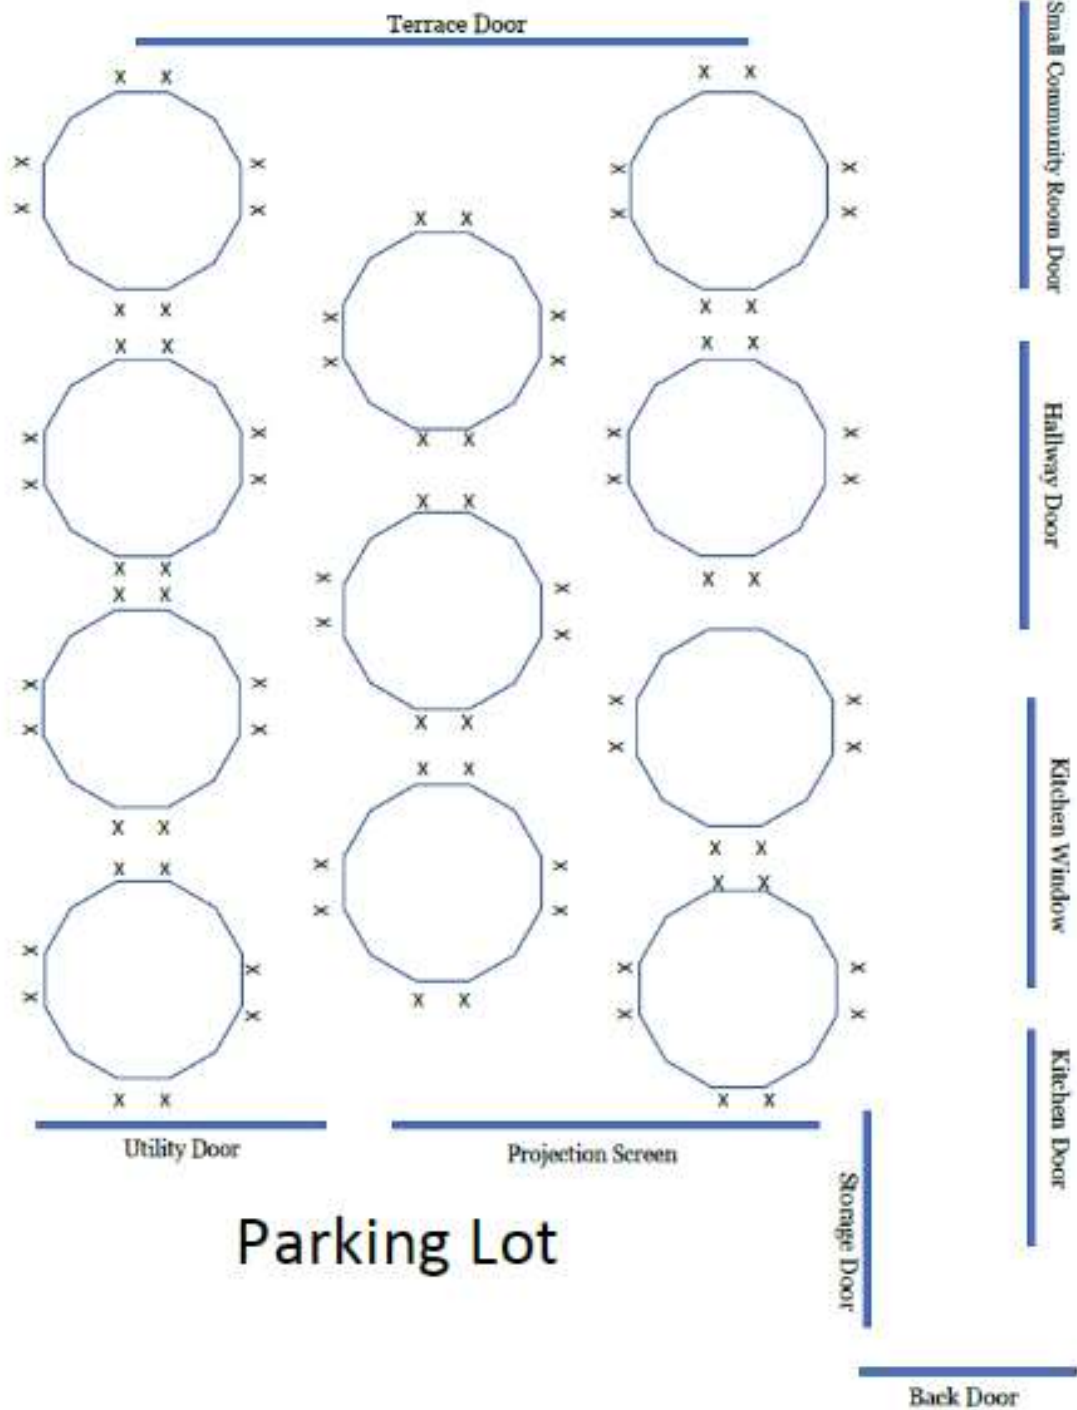 Terrace Door
Small Community Room Door
Hallway Door
Kitchen Window
Kitchen Door
Utility Door
Projection Screen
Storage Door
Parking Lot
Back Door